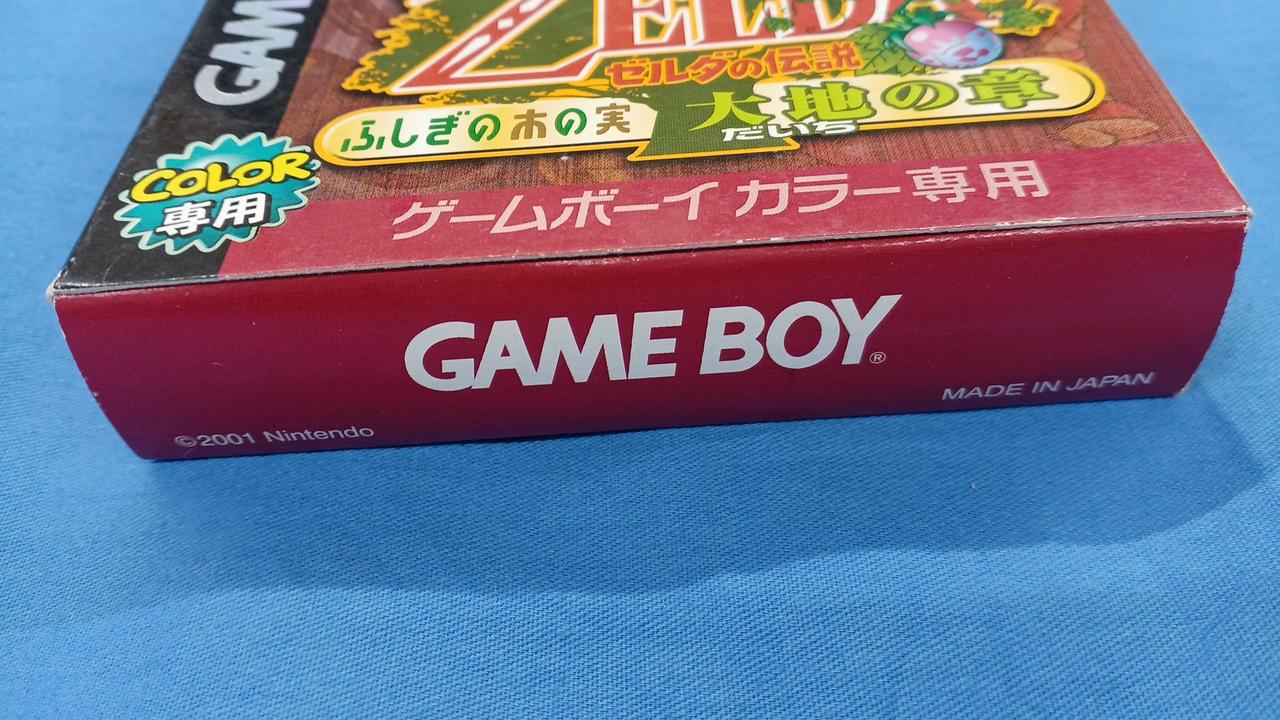 GAM
ZELDA
ゼルダの伝説
ふしぎの木の実
大地の章
だいち
COLOR
専用
ゲームボーイ カラー専用
GAME BOY®
MADE IN JAPAN
©2001 Nintendo